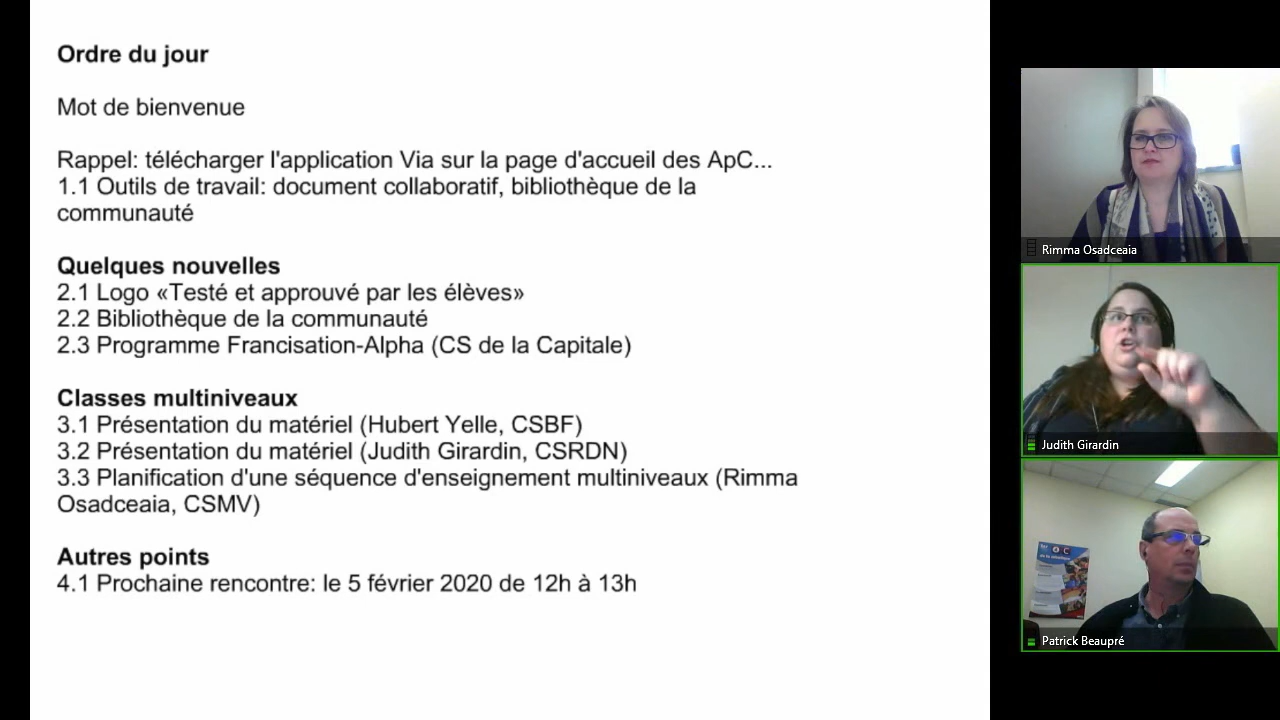 Ordre du jour
Mot de bienvenue
Rappel: télécharger l'application Via sur la page d'accueil des ApC...
1.1 Outils de travail: document collaboratif, bibliothèque de la
communauté
Quelques nouvelles
2.1 Logo «Testé et approuvé par les élèves»
2.2 Bibliothèque de la communauté
2.3 Programme Francisation-Alpha (CS de la Capitale)
Classes multiniveaux
3.1 Présentation du matériel (Hubert Yelle, CSBF)
3.2 Présentation du matériel (Judith Girardin, CSRDN)
3.3 Planification d'une séquence d'enseignement multiniveaux (Rimma
Osadceaia, CSMV)
Autres points
4.1 Prochaine rencontre: le 5 février 2020 de 12h à 13h
Rimma Osadceaia
Judith Girardin
Patrick Beaupré